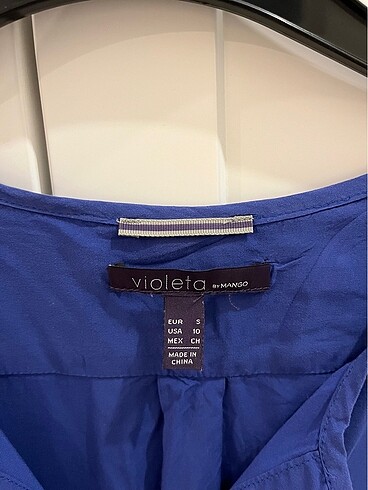 violeta BY MANGO
EUR S
USA 10
MEX CH
MADE IN
CHINA